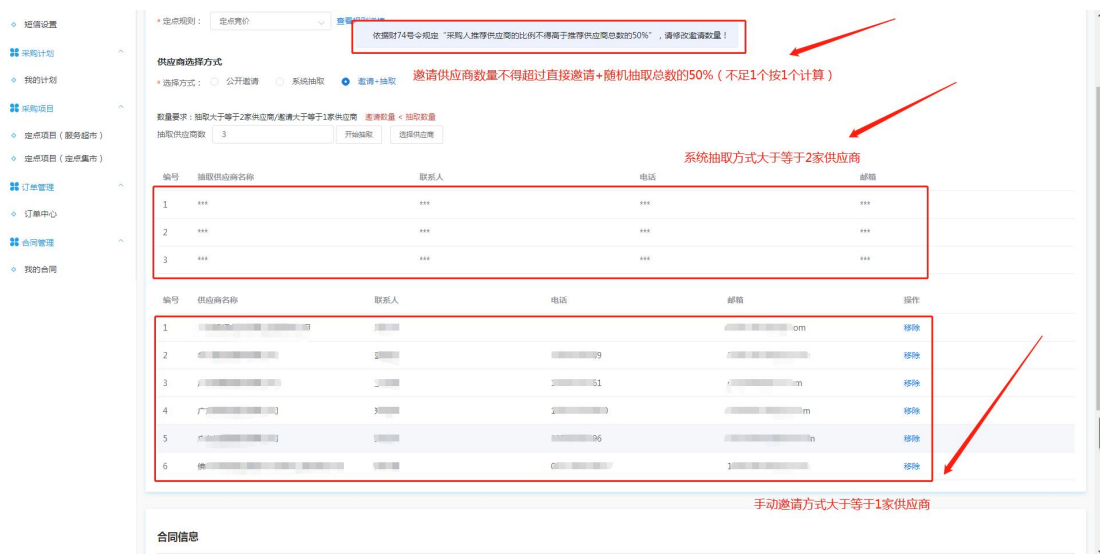 短信设置
采购计划
我的计划
采购项目
定点项目（服务超市）
定点项目（定点集市）
订单管理
订单中心
合同管理
我的合同
* 定点规则： 定点竞价
依据财74号令规定“采购人推荐供应商的比例不得高于推荐供应商总数的50%”，请修改邀请数量！
供应商选择方式
* 选择方式： 公开邀请 系统抽取 邀请+抽取
邀请供应商数量不得超过直接邀请+随机抽取总数的50%（不足1个按1个计算）
数量要求：抽取大于等于2家供应商/邀请大于等于1家供应商 邀请数量 < 抽取数量
抽取供应商数 3 开始抽取 选择供应商
系统抽取方式大于等于2家供应商
编号 抽取供应商名称 联系人 电话 邮箱
1 *** *** *** ***
2 *** *** *** ***
3 *** *** *** ***
编号 供应商名称 联系人 电话 邮箱 操作
1 om 移除
2 9 移除
3 51 m 移除
4 m 移除
5 96 n 移除
6 移除
手动邀请方式大于等于1家供应商
合同信息